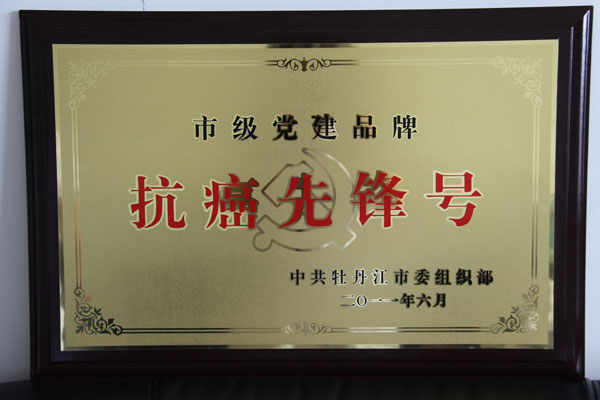 市级党建品牌
抗癌先锋号
中共牡丹江市委组织部
二〇一一年六月